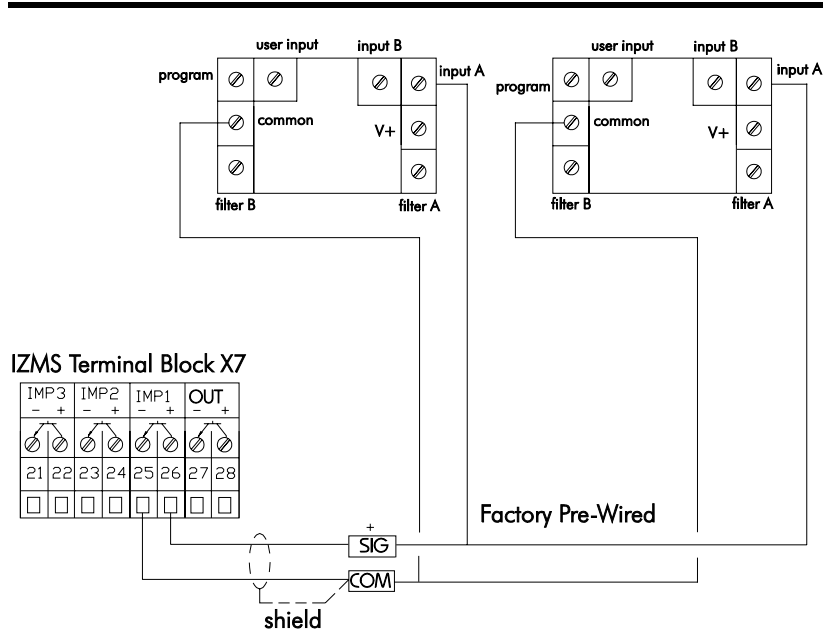 user input input B user input input B
program input A program input A
common V+ common V+
filter B filter A filter B filter A
IZMS Terminal Block X7
IMP3 IMP2 IMP1 OUT
- + - + - + - +
21 22 23 24 25 26 27 28
Factory Pre-Wired
+
SIG
COM
shield